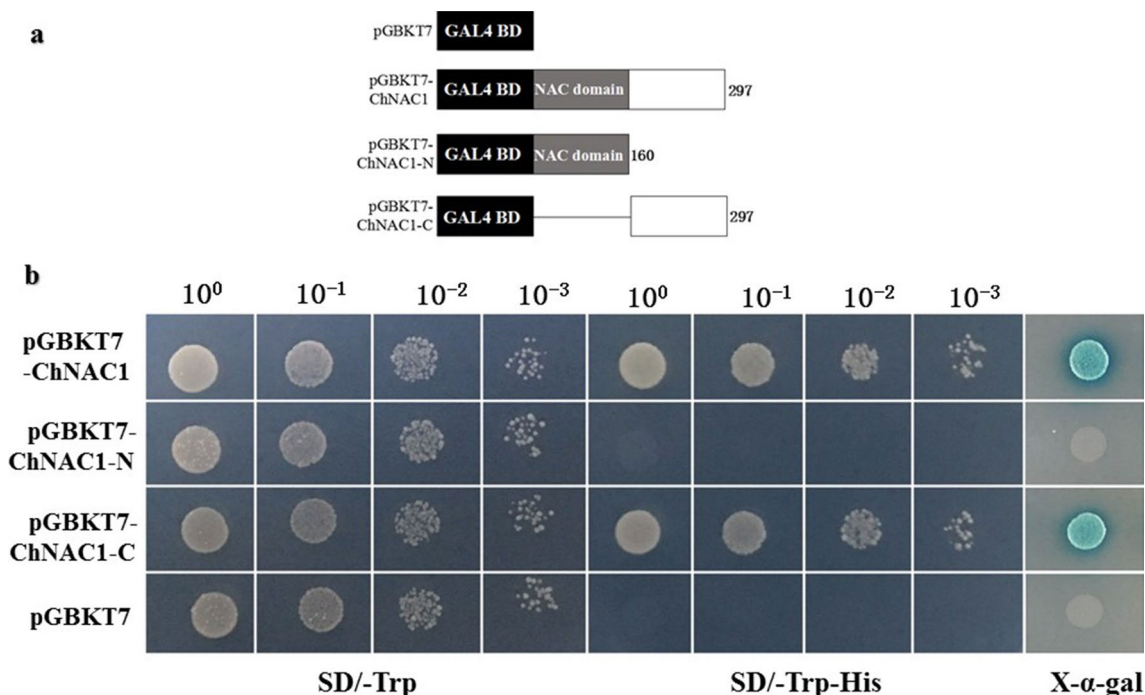 a
pGBKT7
GAL4 BD
pGBKT7-
ChNAC1
GAL4 BD
NAC domain
297
pGBKT7-
ChNAC1-N
GAL4 BD
NAC domain
160
pGBKT7-
ChNAC1-C
GAL4 BD
297
b
10⁰ 10⁻¹ 10⁻² 10⁻³ 10⁰ 10⁻¹ 10⁻² 10⁻³
pGBKT7
-ChNAC1
pGBKT7-
ChNAC1-N
pGBKT7-
ChNAC1-C
pGBKT7
SD/-Trp SD/-Trp-His X-α-gal